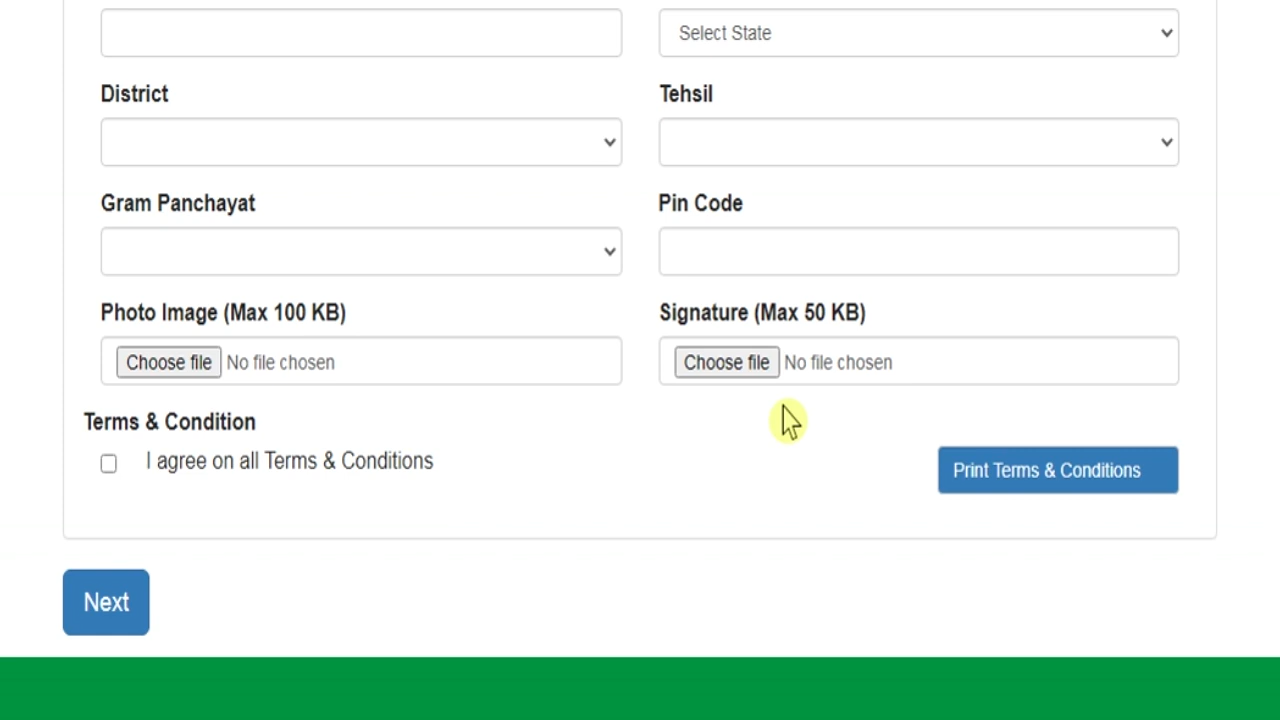 Select State
District
Tehsil
Gram Panchayat
Pin Code
Photo Image (Max 100 KB)
Signature (Max 50 KB)
Choose file No file chosen
Choose file No file chosen
Terms & Condition
I agree on all Terms & Conditions
Print Terms & Conditions
Next